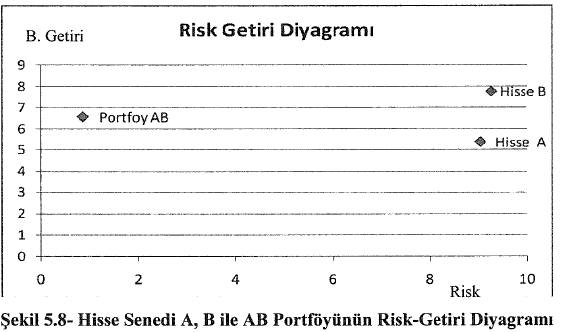 Risk Getiri Diyagramı
B. Getiri
9
8
Hisse B
7
Portfoy AB
6
Hisse A
5
4
3
2
1
0
0 2 4 6 8 10
Risk
Şekil 5.8- Hisse Senedi A, B ile AB Portföyünün Risk-Getiri Diyagramı